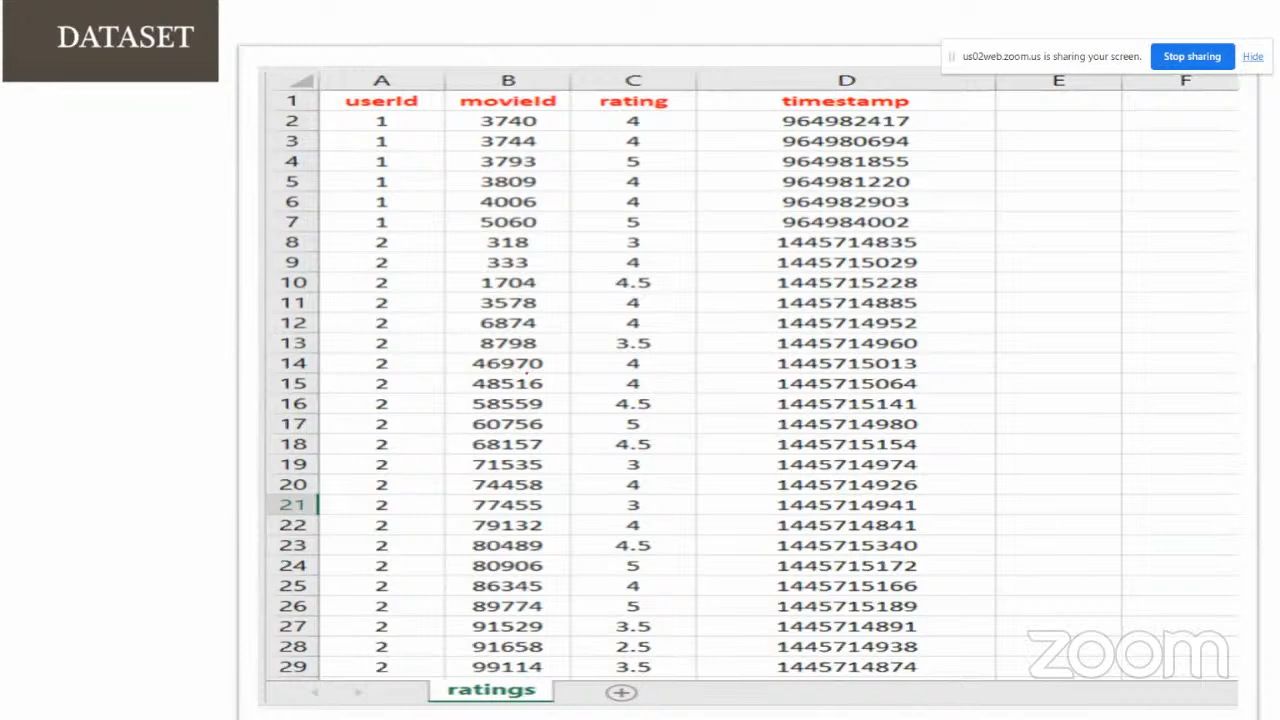 DATASET
us02web.zoom.us is sharing your screen. Stop sharing Hide
A B C D E F
1 userId movieId rating timestamp
2 1 3740 4 964982417
3 1 3744 4 964980694
4 1 3793 5 964981855
5 1 3809 4 964981220
6 1 4006 4 964982903
7 1 5060 5 964984002
8 2 318 3 1445714835
9 2 333 4 1445715029
10 2 1704 4.5 1445715228
11 2 3578 4 1445714885
12 2 6874 4 1445714952
13 2 8798 3.5 1445714960
14 2 46970 4 1445715013
15 2 48516 4 1445715064
16 2 58559 4.5 1445715141
17 2 60756 5 1445714980
18 2 68157 4.5 1445715154
19 2 71535 3 1445714974
20 2 74458 4 1445714926
21 2 77455 3 1445714941
22 2 79132 4 1445714841
23 2 80489 4.5 1445715340
24 2 80906 5 1445715172
25 2 86345 4 1445715166
26 2 89774 5 1445715189
27 2 91529 3.5 1445714891
28 2 91658 2.5 1445714938
29 2 99114 3.5 1445714874
zoom
ratings